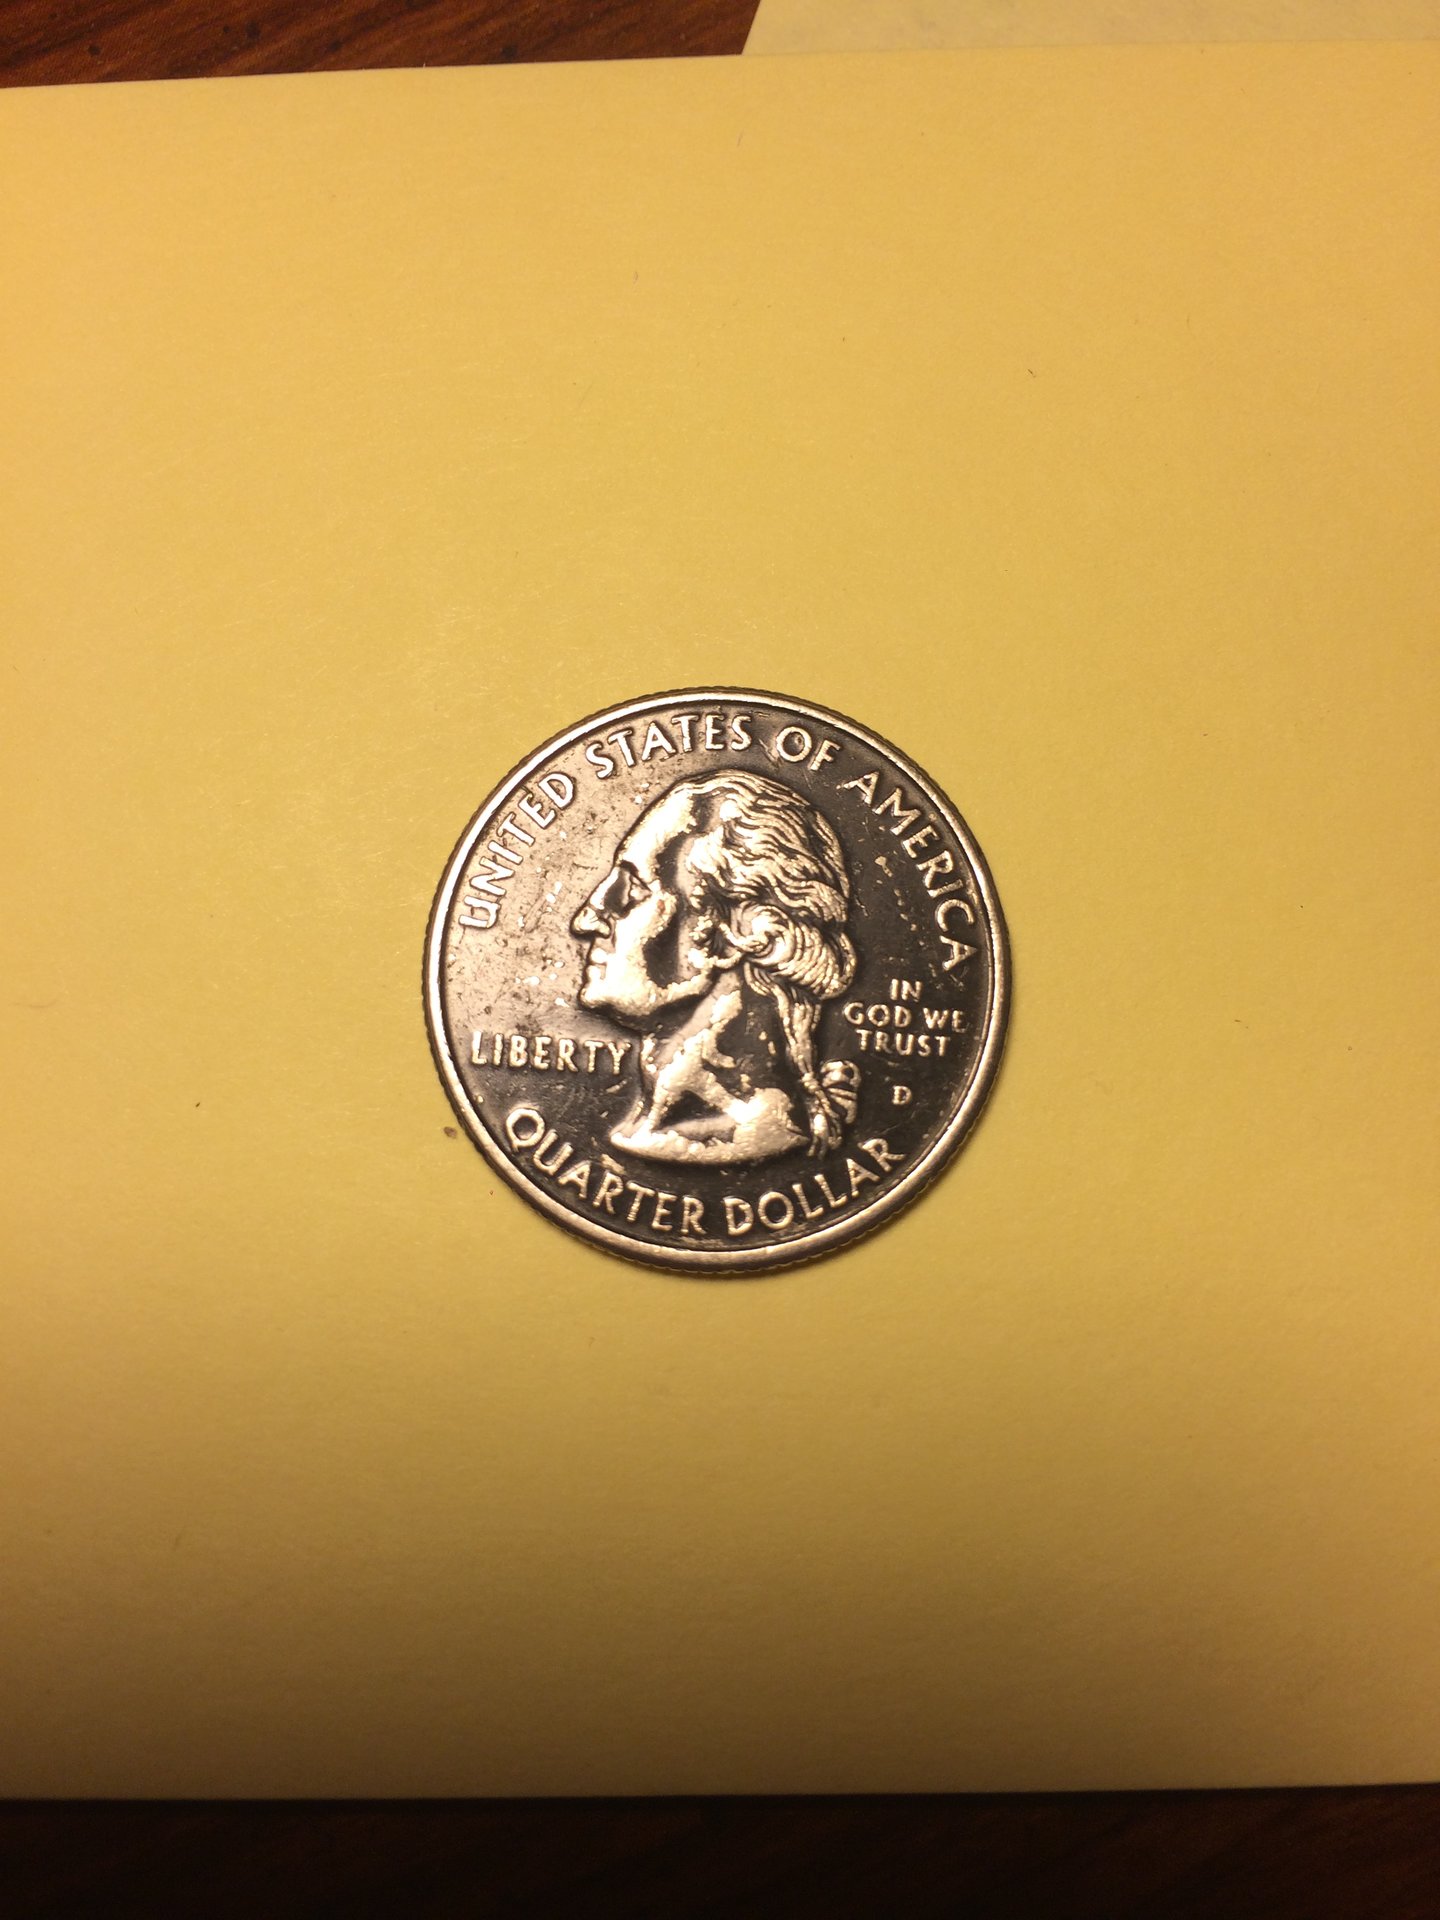 UNITED STATES OF AMERICA
LIBERTY
IN
GOD WE
TRUST
D
QUARTER DOLLAR